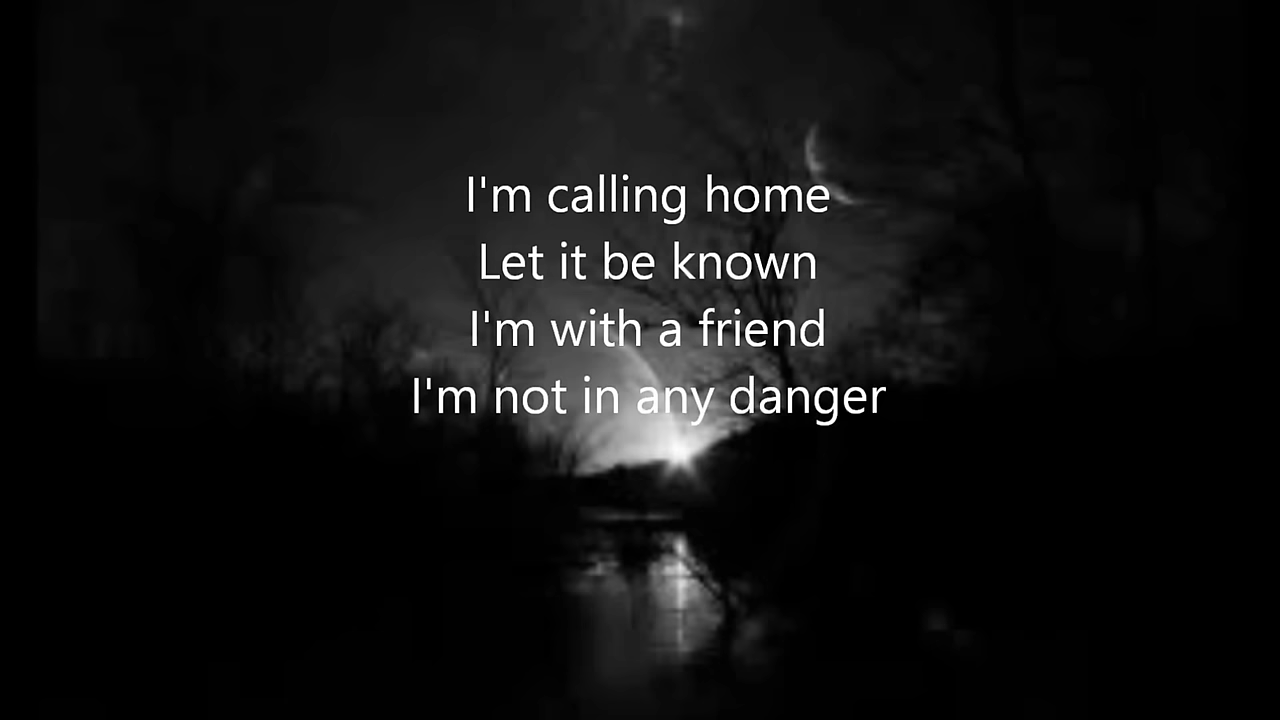 I'm calling home
Let it be known
I'm with a friend
I'm not in any danger